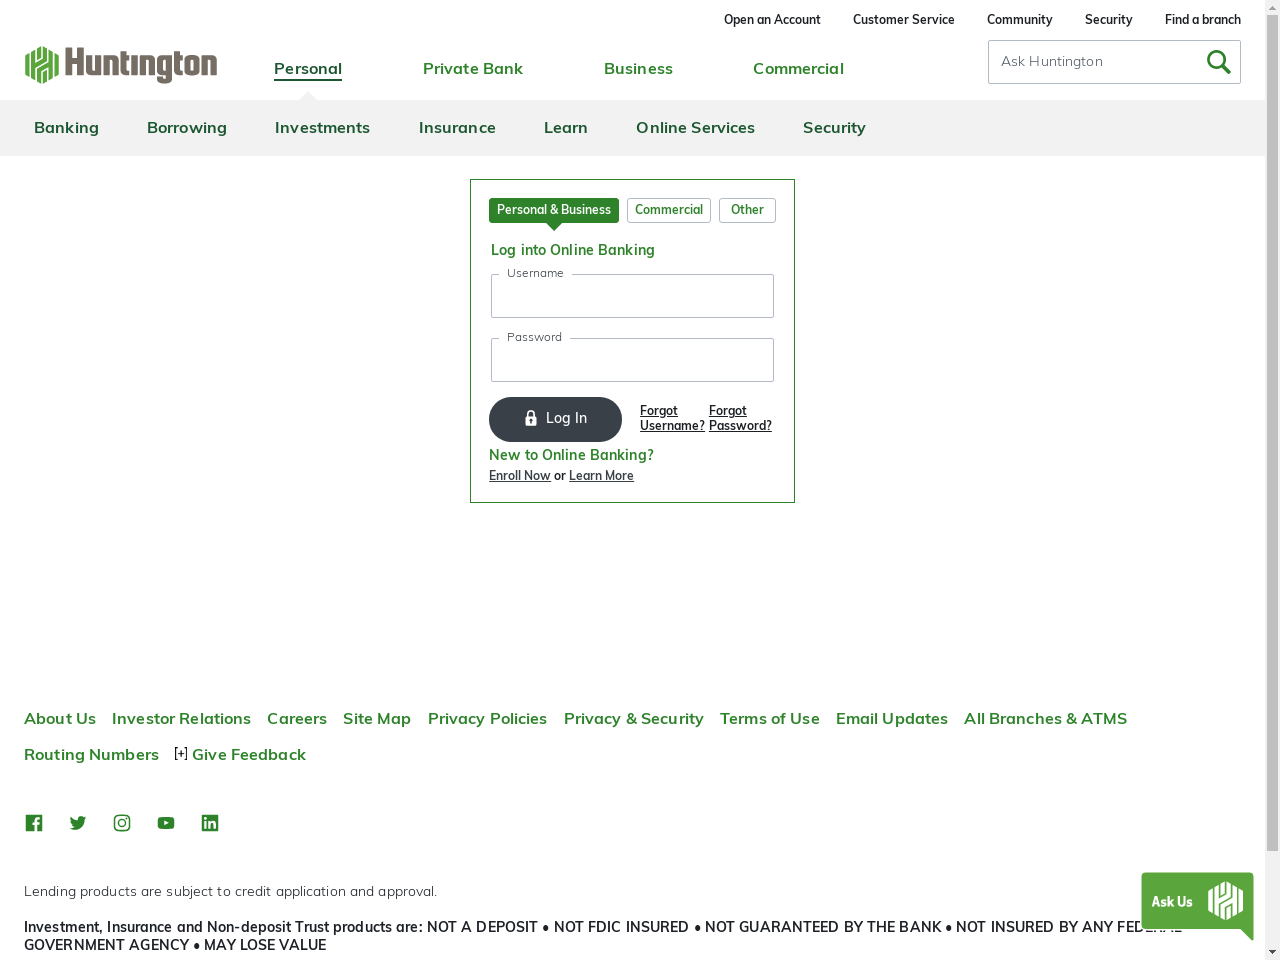 Open an Account Customer Service Community Security Find a branch
Huntington
Personal Private Bank Business Commercial
Ask Huntington
Banking Borrowing Investments Insurance Learn Online Services Security
Personal & Business Commercial Other
Log into Online Banking
Username
Password
Log In
Forgot Username? Forgot Password?
New to Online Banking?
Enroll Now or Learn More
About Us Investor Relations Careers Site Map Privacy Policies Privacy & Security Terms of Use Email Updates All Branches & ATMS
Routing Numbers [+] Give Feedback
Lending products are subject to credit application and approval.
Ask Us
Investment, Insurance and Non-deposit Trust products are: NOT A DEPOSIT • NOT FDIC INSURED • NOT GUARANTEED BY THE BANK • NOT INSURED BY ANY FEDERAL
GOVERNMENT AGENCY • MAY LOSE VALUE